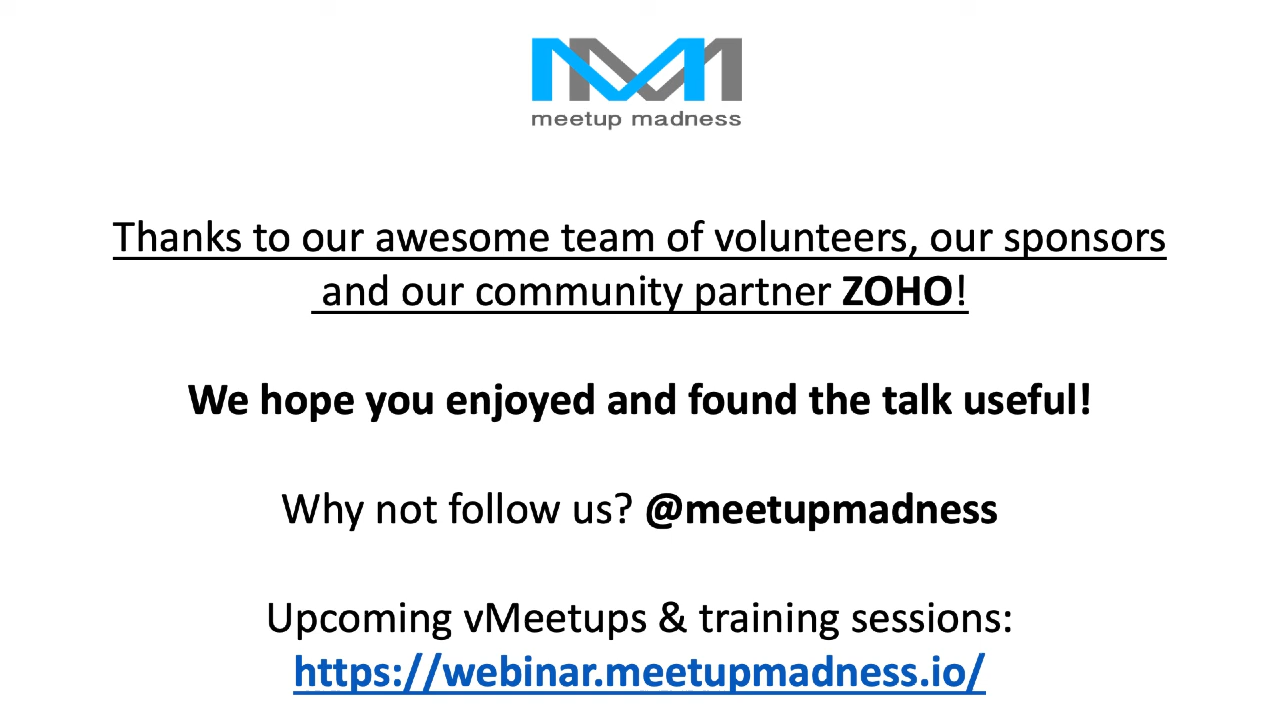 meetup madness
Thanks to our awesome team of volunteers, our sponsors
and our community partner ZOHO!
We hope you enjoyed and found the talk useful!
Why not follow us? @meetupmadness
Upcoming vMeetups & training sessions:
https://webinar.meetupmadness.io/